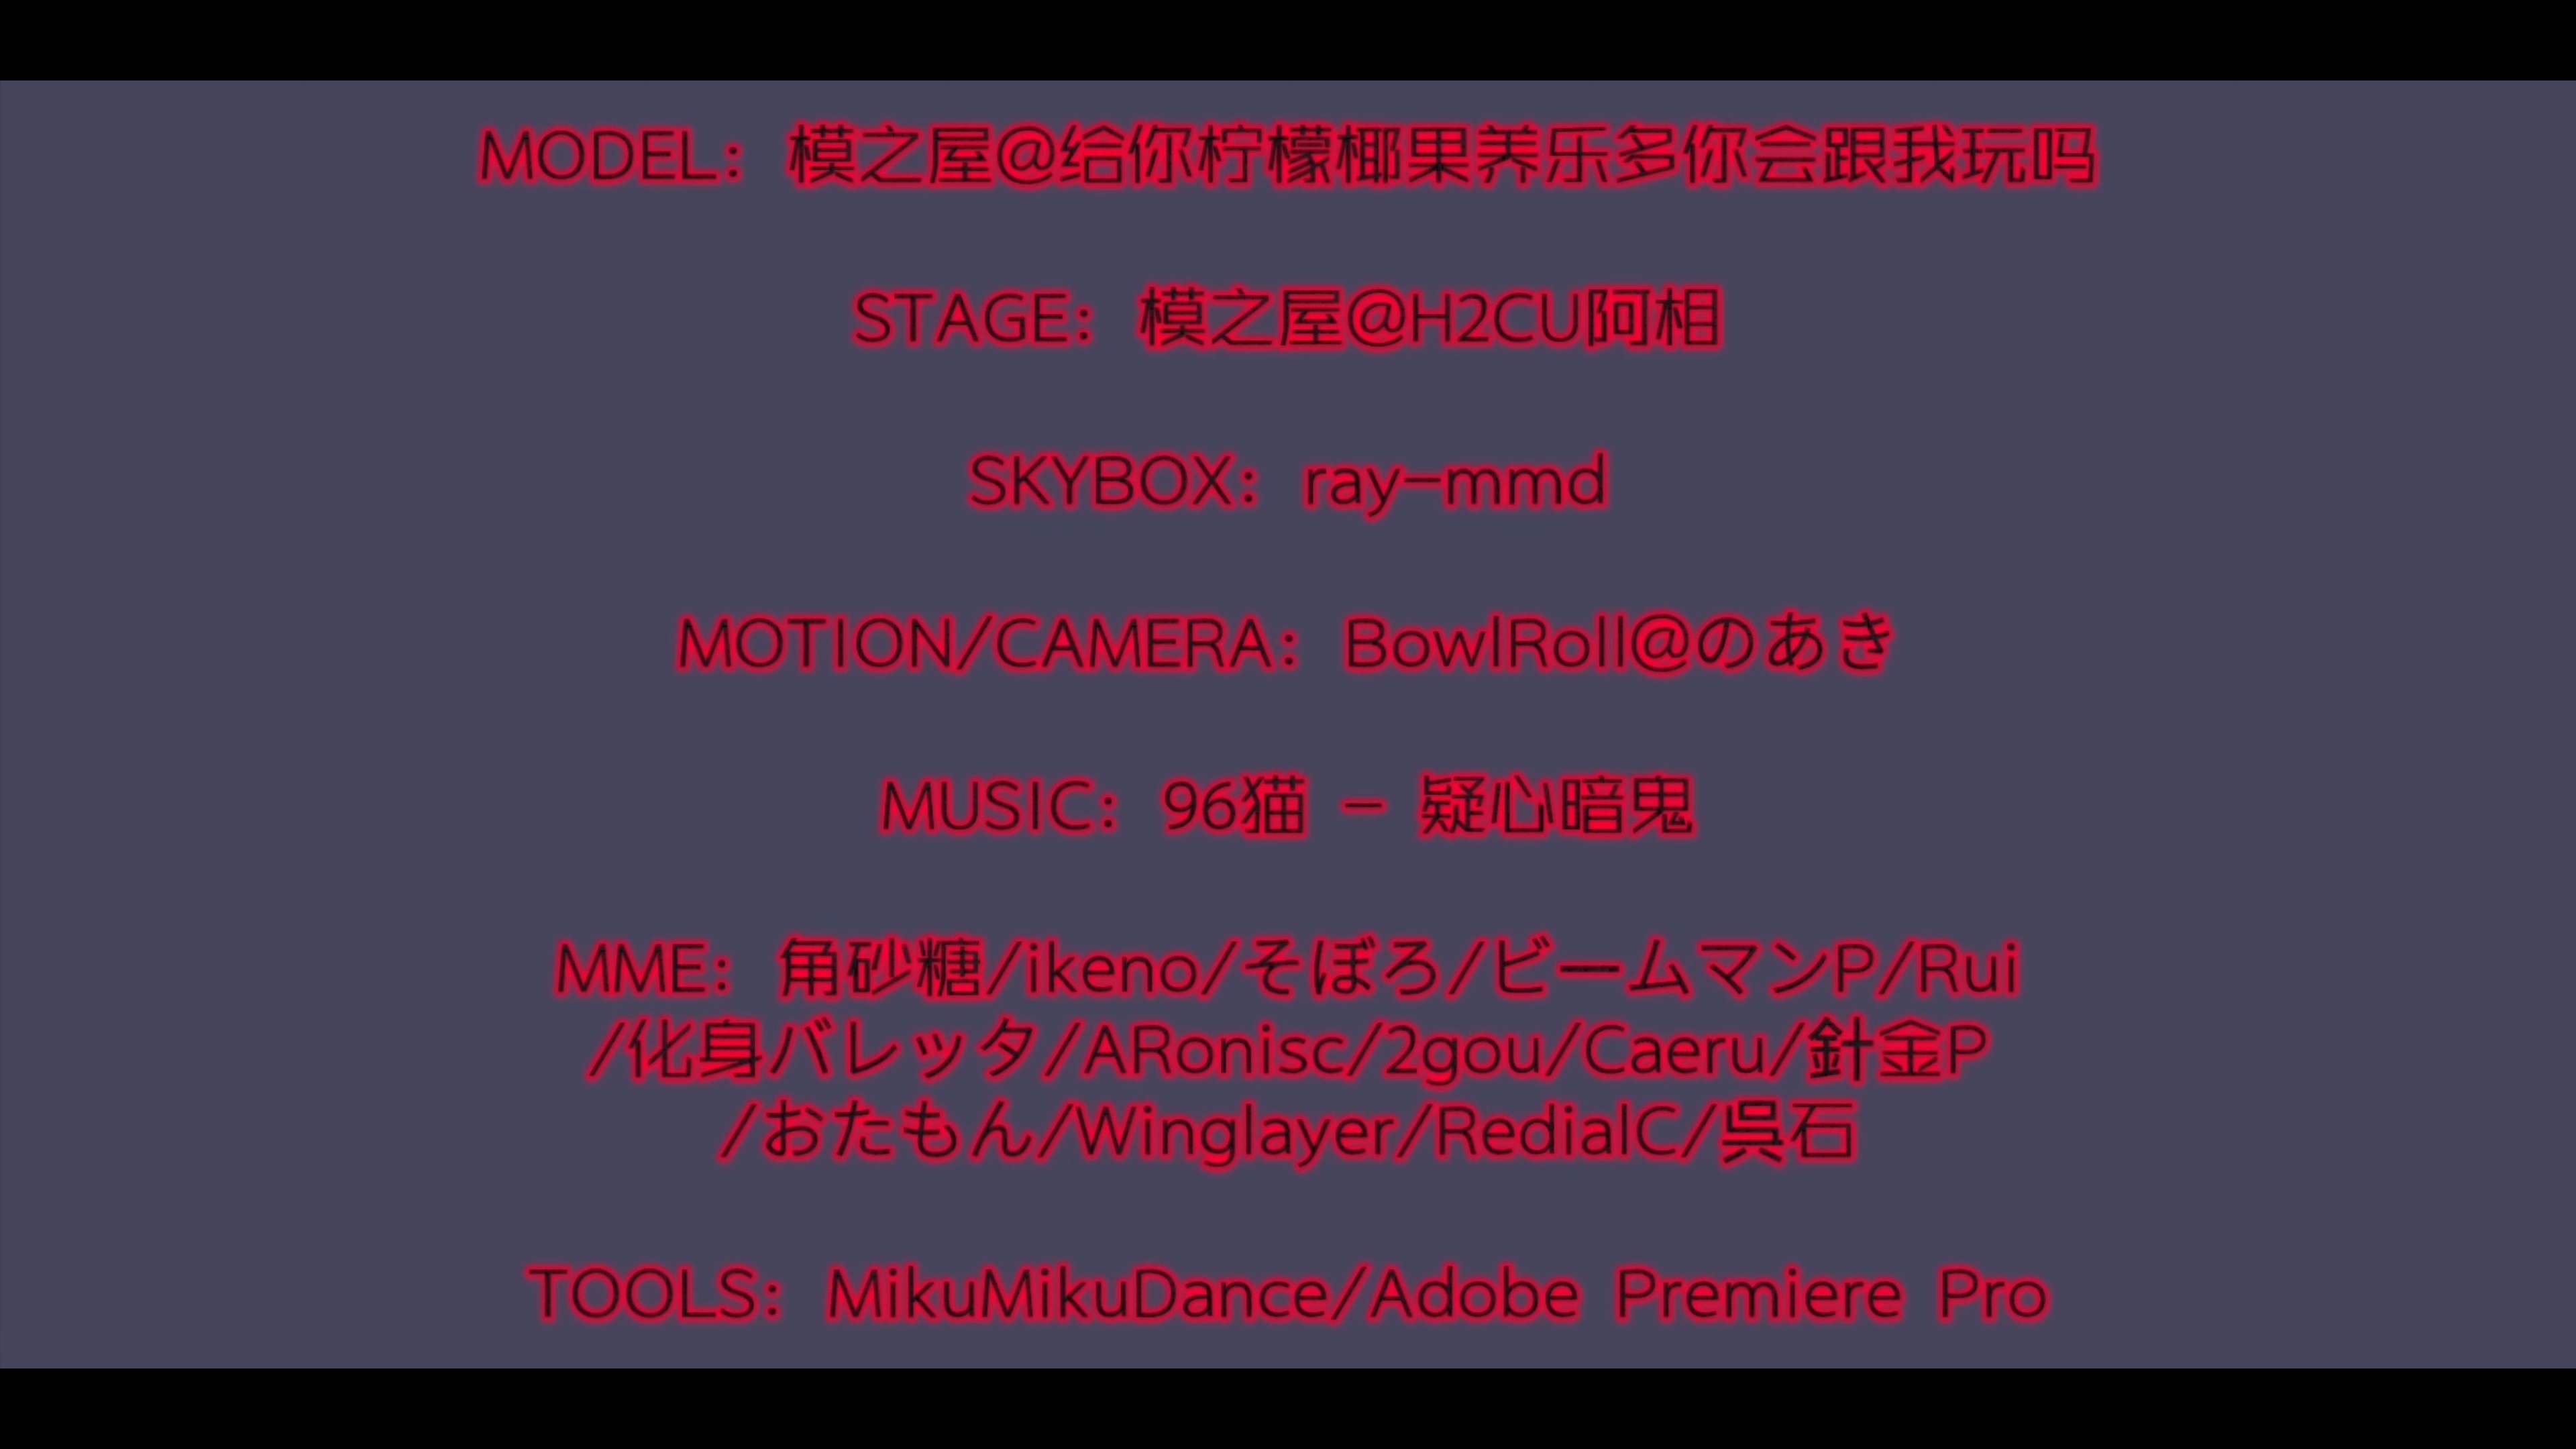 MODEL: 模之屋@给你柠檬椰果养乐多你会跟我玩吗
STAGE: 模之屋@H2CU阿相
SKYBOX: ray-mmd
MOTION/CAMERA: BowlRoll@のあき
MUSIC: 96猫 - 疑心暗鬼
MME: 角砂糖/ikeno/そぼろ/ビームマンP/Rui
/化身バレッタ/ARonisc/2gou/Caeru/針金P
/おたもん/Winglayer/RedialC/呉石
TOOLS: MikuMikuDance/Adobe Premiere Pro